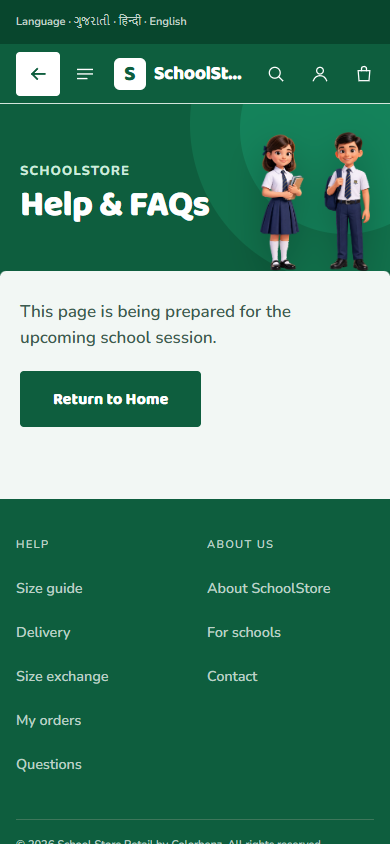 Language · ગુજરાતી · हिन्दी · English
S SchoolSt...
SCHOOLSTORE
Help & FAQs
This page is being prepared for the
upcoming school session.
Return to Home
HELP
Size guide
Delivery
Size exchange
My orders
Questions
ABOUT US
About SchoolStore
For schools
Contact